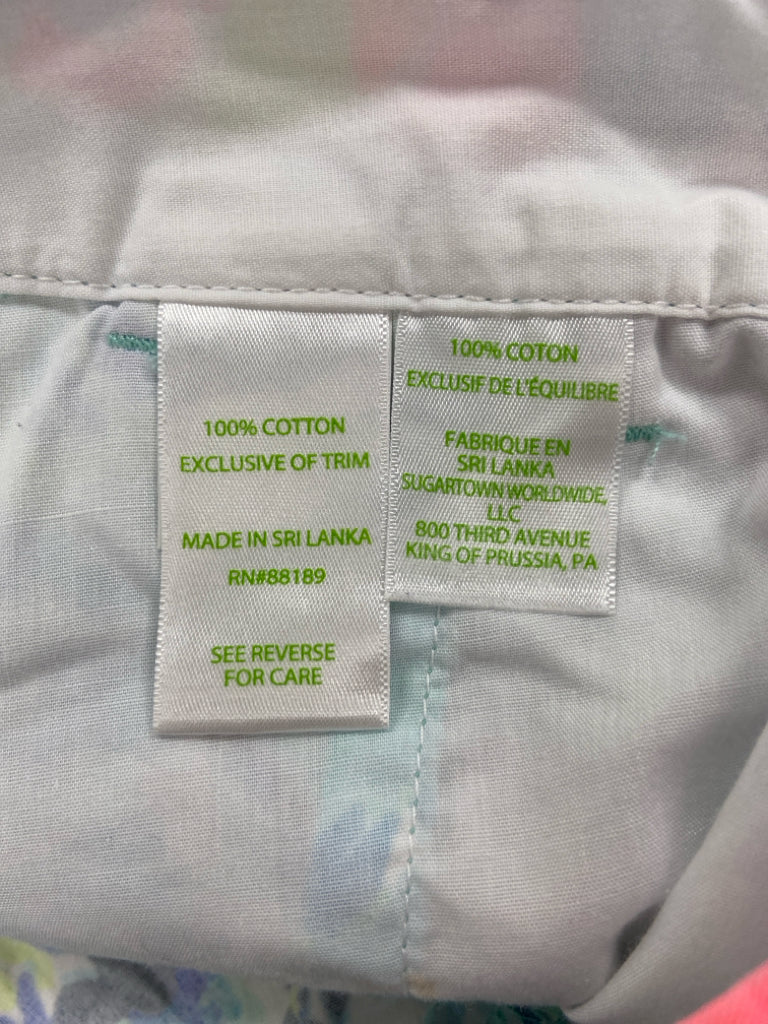 100% COTTON
EXCLUSIVE OF TRIM
MADE IN SRI LANKA
RN#88189
SEE REVERSE
FOR CARE
100% COTON
EXCLUSIF DE L'ÉQUILIBRE
FABRIQUE EN
SRI LANKA
SUGARTOWN WORLDWIDE,
LLC
800 THIRD AVENUE
KING OF PRUSSIA, PA